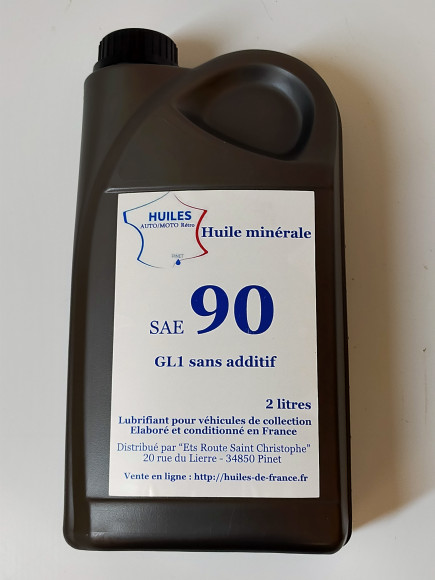 HUILES
AUTO/MOTO Rétro
PINET
Huile minérale
SAE 90
GL1 sans additif
2 litres
Lubrifiant pour véhicules de collection
Elaboré et conditionné en France
Distribué par "Ets Route Saint Christophe"
20 rue du Lierre - 34850 Pinet
Vente en ligne : http://huiles-de-france.fr